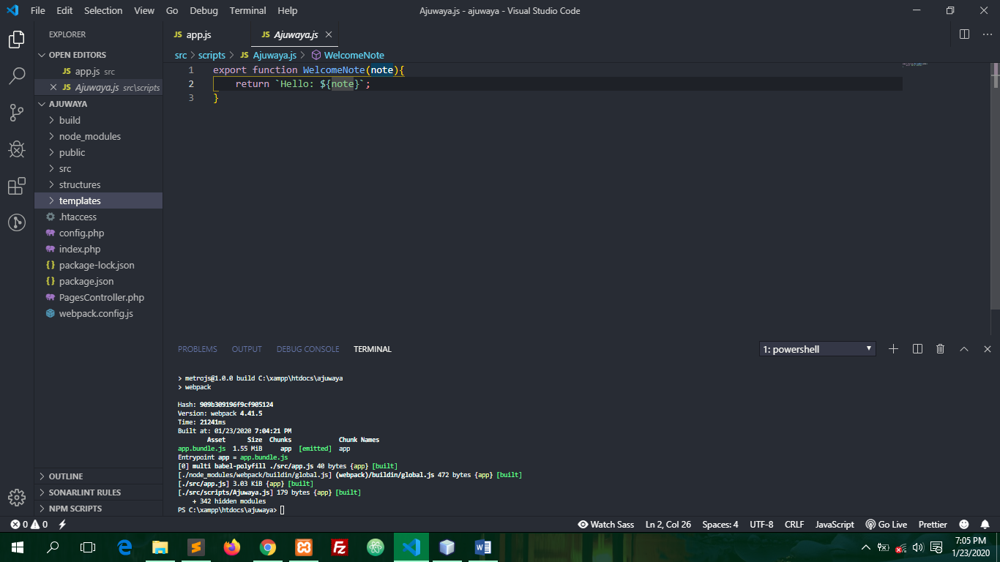 File Edit Selection View Go Debug Terminal Help Ajuwaya.js - ajuwaya - Visual Studio Code
EXPLORER
OPEN EDITORS
JS app.js src
JS Ajuwaya.js src\scripts
AJUWAYA
build
node_modules
public
src
structures
templates
.htaccess
config.php
index.php
{} package-lock.json
{} package.json
PagesController.php
webpack.config.js
OUTLINE
SONARLINT RULES
NPM SCRIPTS
JS app.js JS Ajuwaya.js
src > scripts > JS Ajuwaya.js > WelcomeNote
1 export function WelcomeNote(note){
2 return `Hello: ${note}`;
3 }
PROBLEMS OUTPUT DEBUG CONSOLE TERMINAL 1: powershell
> metrojs@1.0.0 build C:\xampp\htdocs\ajuwaya
> webpack
Hash: 909b309196f9cf905124
Version: webpack 4.41.5
Time: 21241ms
Built at: 01/23/2020 7:04:21 PM
Asset Size Chunks Chunk Names
app.bundle.js 1.55 MiB app [emitted] app
Entrypoint app = app.bundle.js
[0] multi babel-polyfill ./src/app.js 40 bytes {app} [built]
[./node_modules/webpack/buildin/global.js] (webpack)/buildin/global.js 472 bytes {app} [built]
[./src/app.js] 3.03 KiB {app} [built]
[./src/scripts/Ajuwaya.js] 179 bytes {app} [built]
+ 342 hidden modules
PS C:\xampp\htdocs\ajuwaya>
0 0 Watch Sass Ln 2, Col 26 Spaces: 4 UTF-8 CRLF JavaScript Go Live Prettier
7:05 PM
1/23/2020